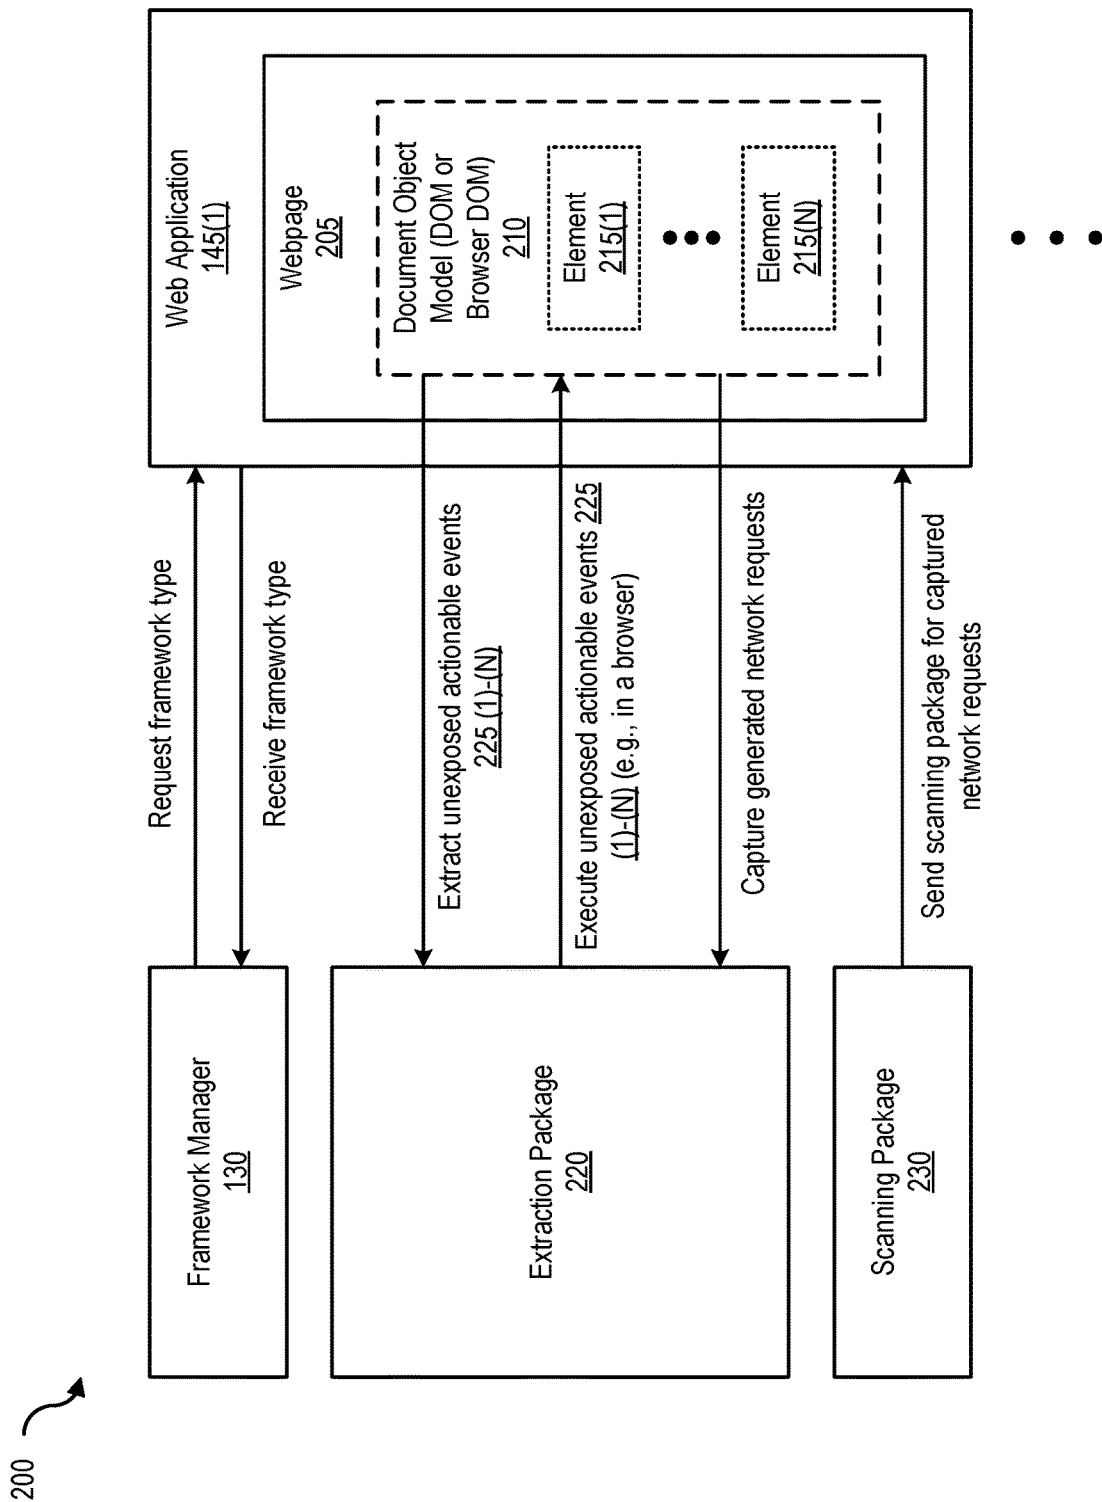 200
Framework Manager
130
Request framework type
Receive framework type
Web Application
145(1)
Webpage
205
Document Object
Model (DOM or
Browser DOM)
210
Element
215(1)
Element
215(N)
Extraction Package
220
Extract unexposed actionable events
225 (1)-(N)
Execute unexposed actionable events 225
(1)-(N) (e.g., in a browser)
Capture generated network requests
Scanning Package
230
Send scanning package for captured
network requests